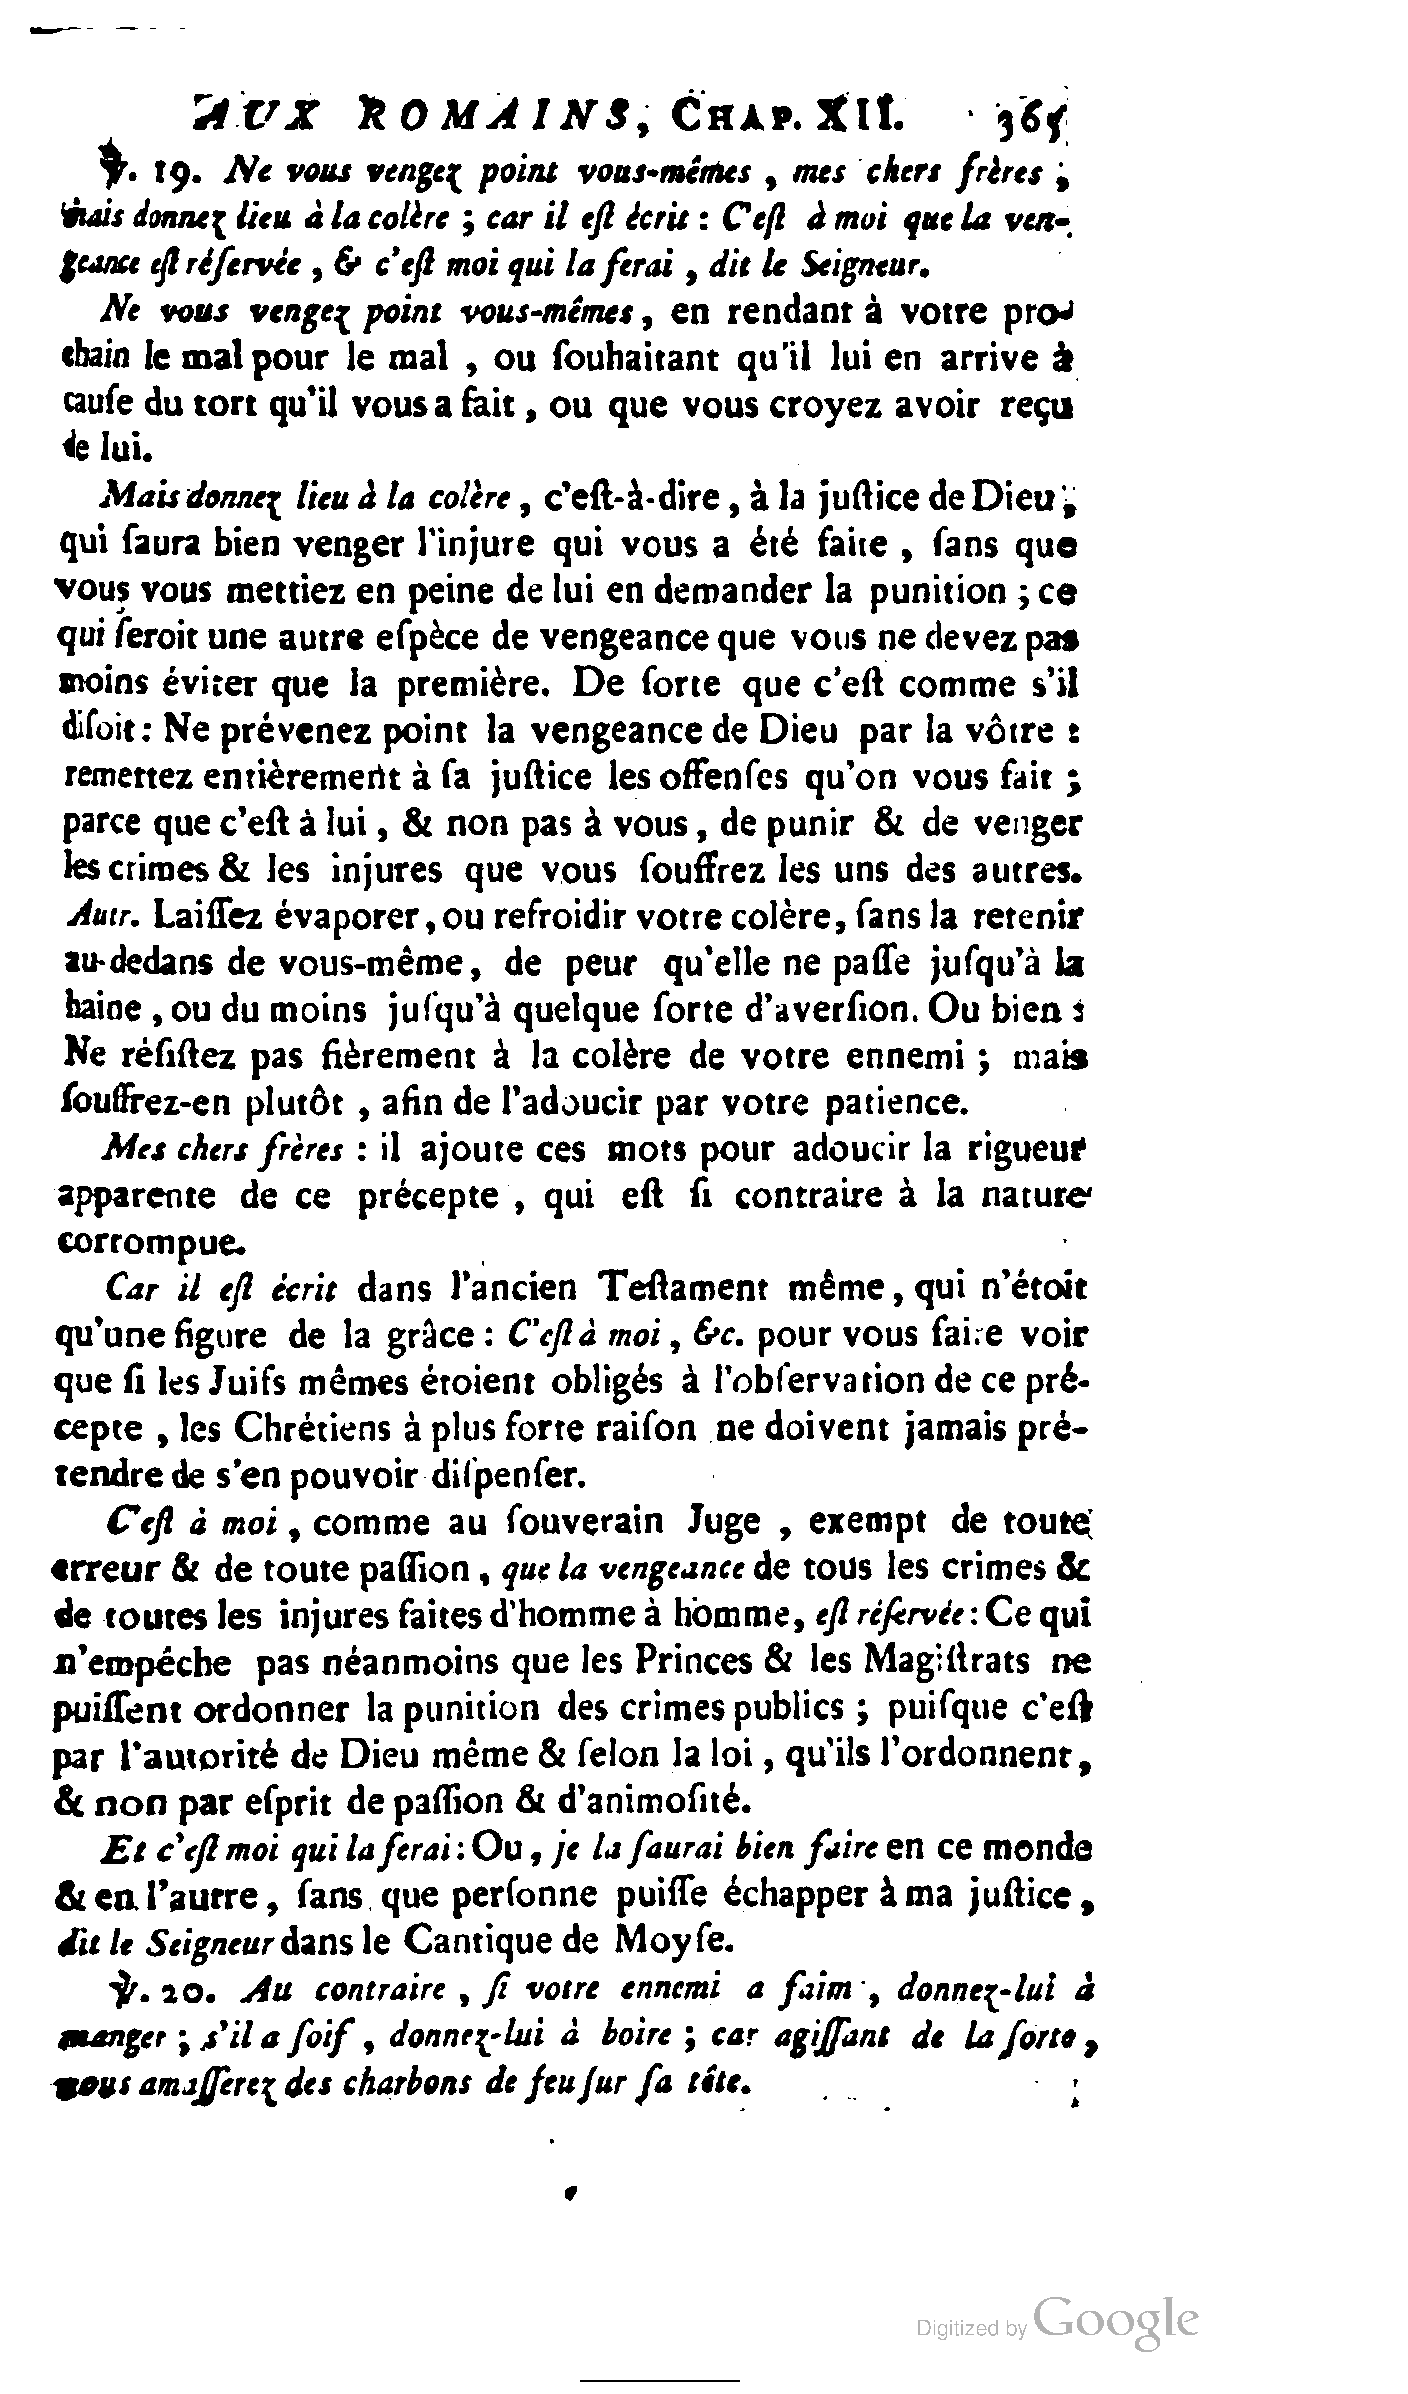 AUX ROMAINS, CHAP. XII. 365
℣. 19. Ne vous vengez point vous-mêmes, mes chers frères;
mais donnez lieu à la colère; car il eſt écrit: C'eſt à moi que la ven-
geance eſt réſervée, & c'eſt moi qui la ferai, dit le Seigneur.
Ne vous vengez point vous-mêmes, en rendant à votre pro-
chain le mal pour le mal, ou ſouhaitant qu'il lui en arrive à
cauſe du tort qu'il vous a fait, ou que vous croyez avoir reçu
de lui.
Mais donnez lieu à la colère, c'eſt-à-dire, à la juſtice de Dieu,
qui ſaura bien venger l'injure qui vous a été faite, ſans que
vous vous mettiez en peine de lui en demander la punition; ce
qui ſeroit une autre eſpèce de vengeance que vous ne devez pas
moins éviter que la première. De ſorte que c'eſt comme s'il
diſoit: Ne prévenez point la vengeance de Dieu par la vôtre:
remettez entièrement à ſa juſtice les offenſes qu'on vous fait;
parce que c'eſt à lui, & non pas à vous, de punir & de venger
les crimes & les injures que vous ſouffrez les uns des autres.
Autr. Laiſſez évaporer, ou refroidir votre colère, ſans la retenir
au-dedans de vous-même, de peur qu'elle ne paſſe juſqu'à la
haine, ou du moins juſqu'à quelque ſorte d'averſion. Ou bien:
Ne réſiſtez pas fièrement à la colère de votre ennemi; mais
ſouffrez-en plutôt, afin de l'adoucir par votre patience.
Mes chers frères: il ajoute ces mots pour adoucir la rigueur
apparente de ce précepte, qui eſt ſi contraire à la nature
corrompue.
Car il eſt écrit dans l'ancien Teſtament même, qui n'étoit
qu'une figure de la grâce: C'eſt à moi, &c. pour vous faire voir
que ſi les Juifs mêmes étoient obligés à l'obſervation de ce pré-
cepte, les Chrétiens à plus forte raiſon ne doivent jamais pré-
tendre de s'en pouvoir diſpenſer.
C'eſt à moi, comme au ſouverain Juge, exempt de toute
erreur & de toute paſſion, que la vengeance de tous les crimes &
de toutes les injures faites d'homme à homme, eſt réſervée: Ce qui
n'empêche pas néanmoins que les Princes & les Magiſtrats ne
puiſſent ordonner la punition des crimes publics; puiſque c'eſt
par l'autorité de Dieu même & ſelon la loi, qu'ils l'ordonnent,
& non par eſprit de paſſion & d'animoſité.
Et c'eſt moi qui la ferai: Ou, je la ſaurai bien faire en ce monde
& en l'autre, ſans que perſonne puiſſe échapper à ma juſtice,
dit le Seigneur dans le Cantique de Moyſe.
℣. 20. Au contraire, ſi votre ennemi a faim, donnez-lui à
manger; s'il a ſoif, donnez-lui à boire; car agiſſant de la ſorte,
vous amaſſerez des charbons de feu ſur ſa tête.
Digitized by Google